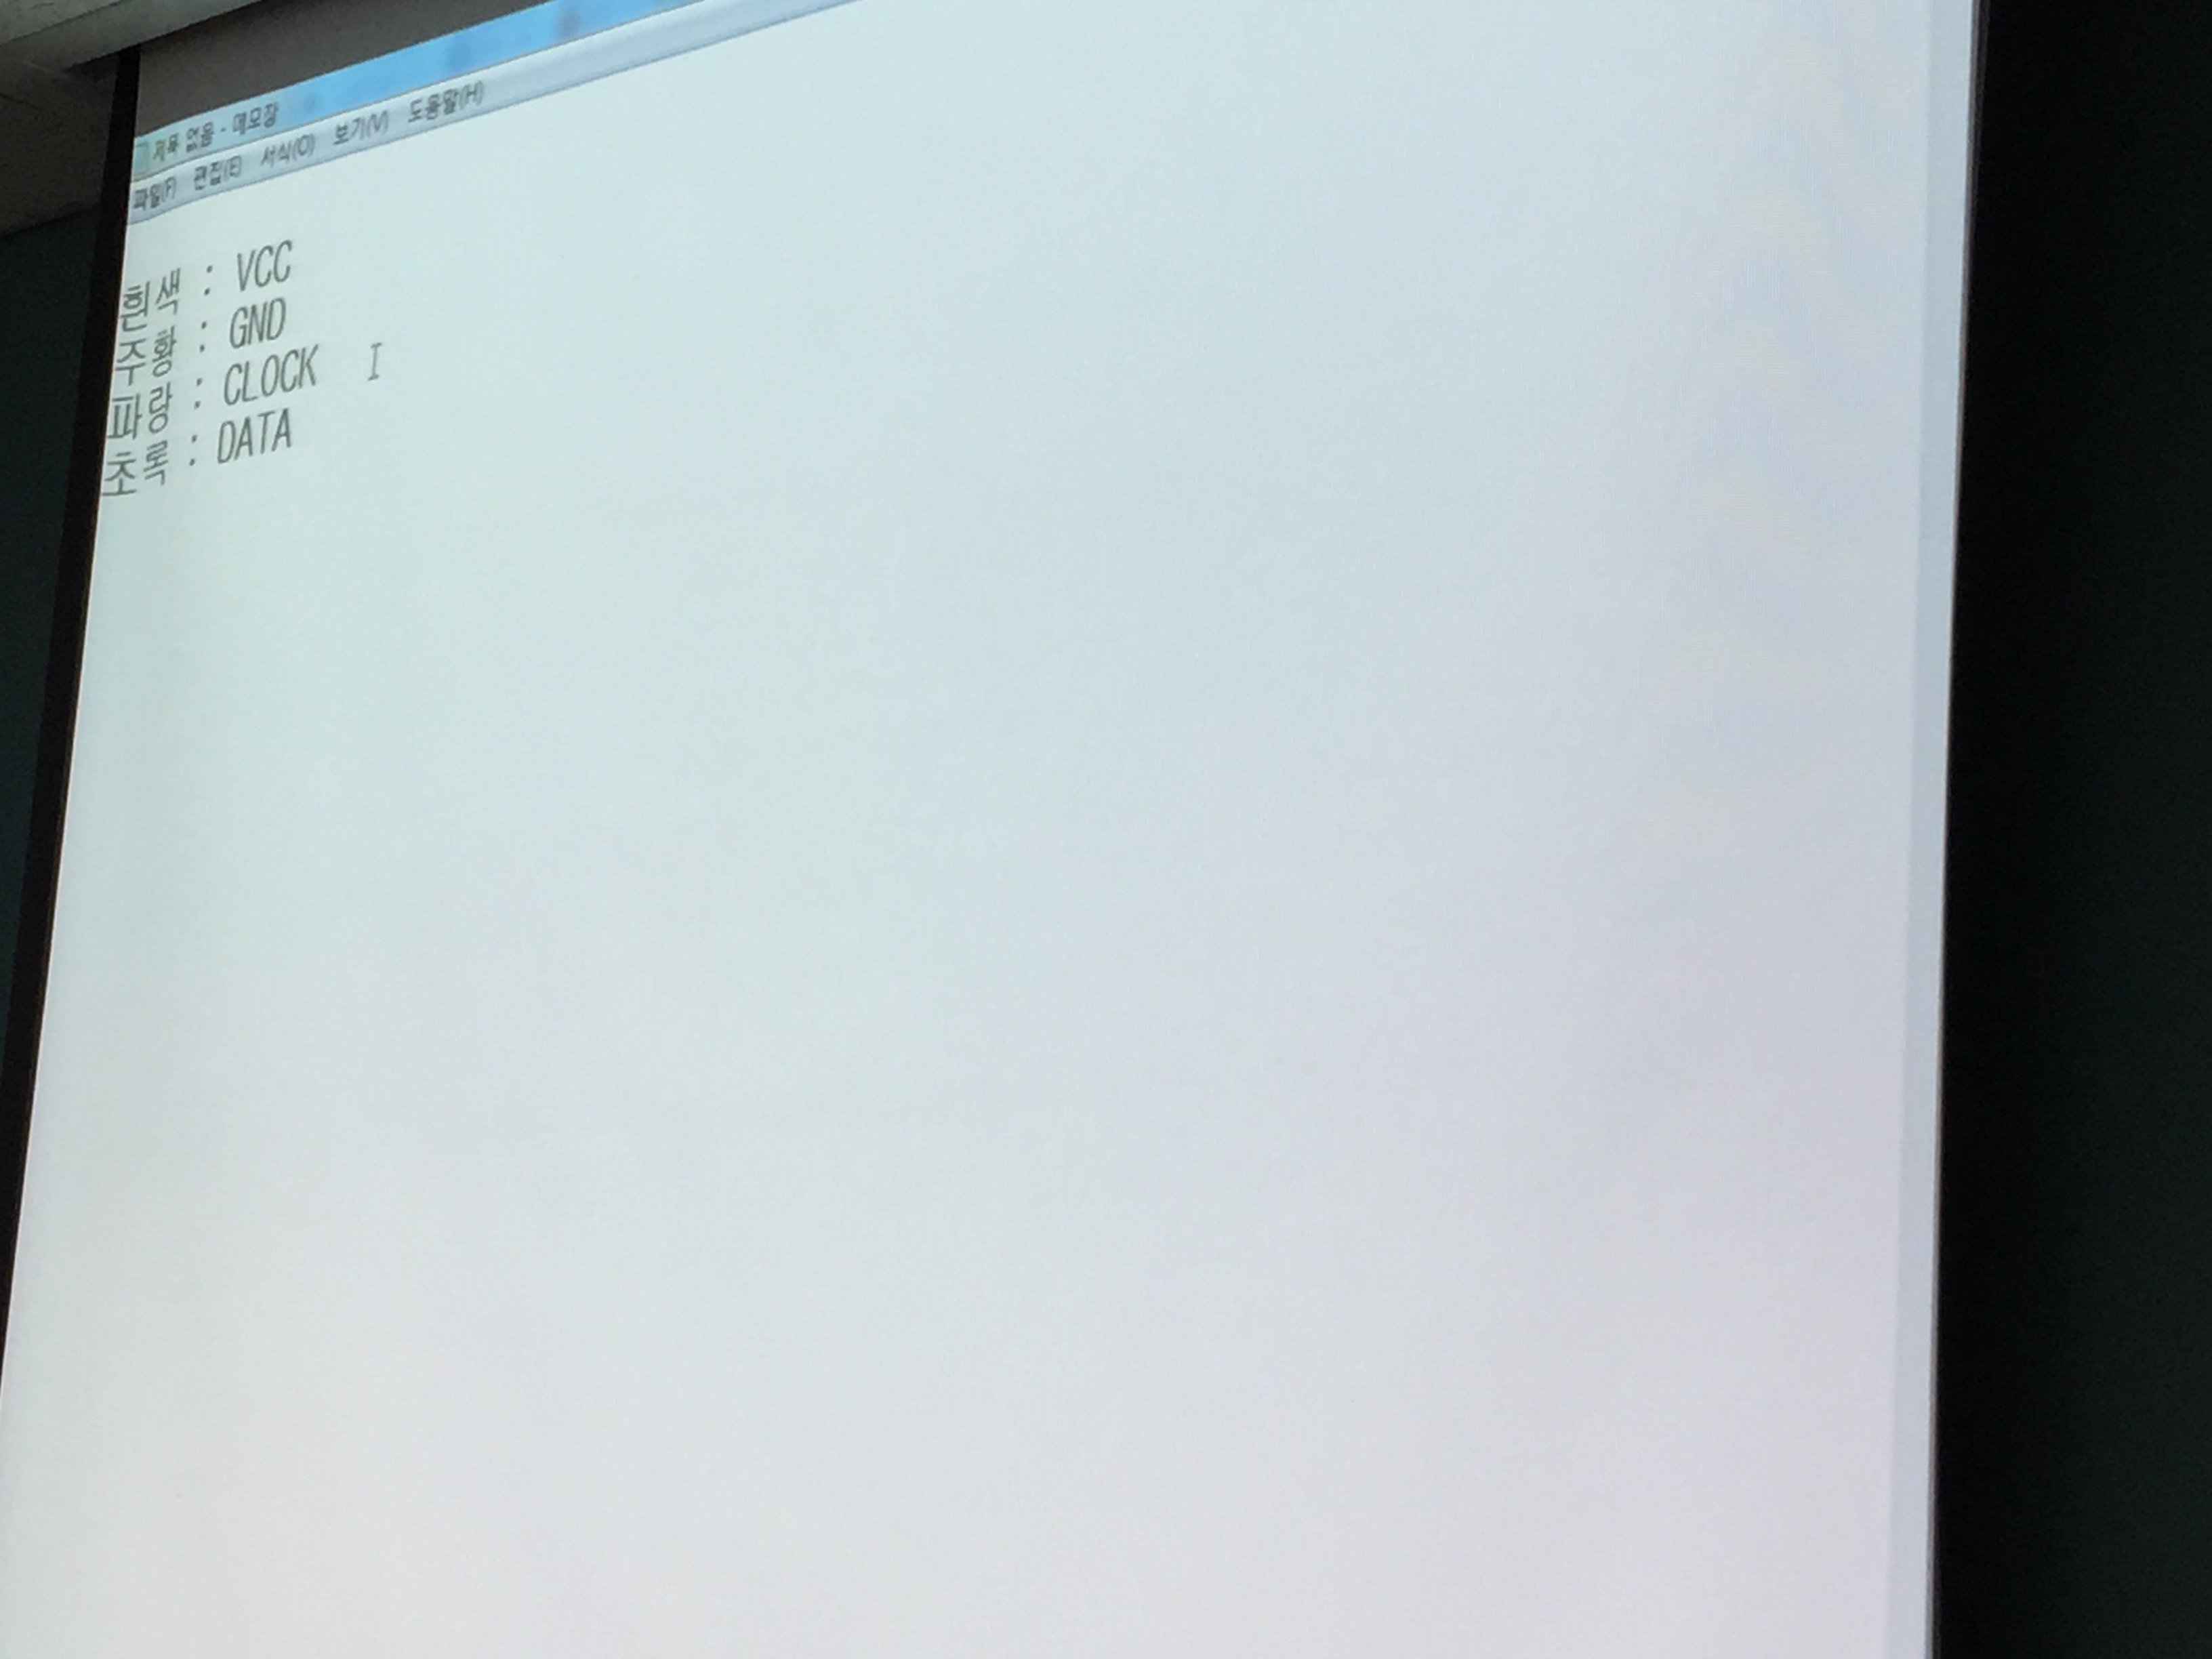 제목 없음 - 메모장
파일(F) 편집(E) 서식(O) 보기(V) 도움말(H)
흰색 : VCC
주황 : GND
파랑 : CLOCK
초록 : DATA